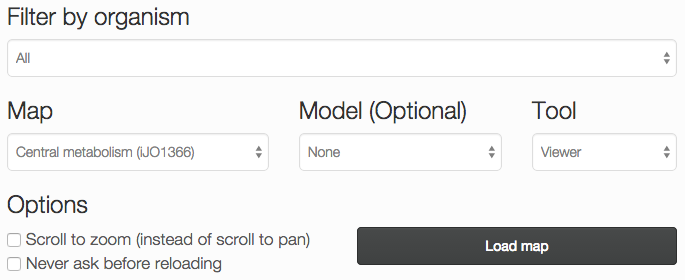 Filter by organism
All
Map Model (Optional) Tool
Central metabolism (iJO1366) None Viewer
Options
Scroll to zoom (instead of scroll to pan)
Load map
Never ask before reloading